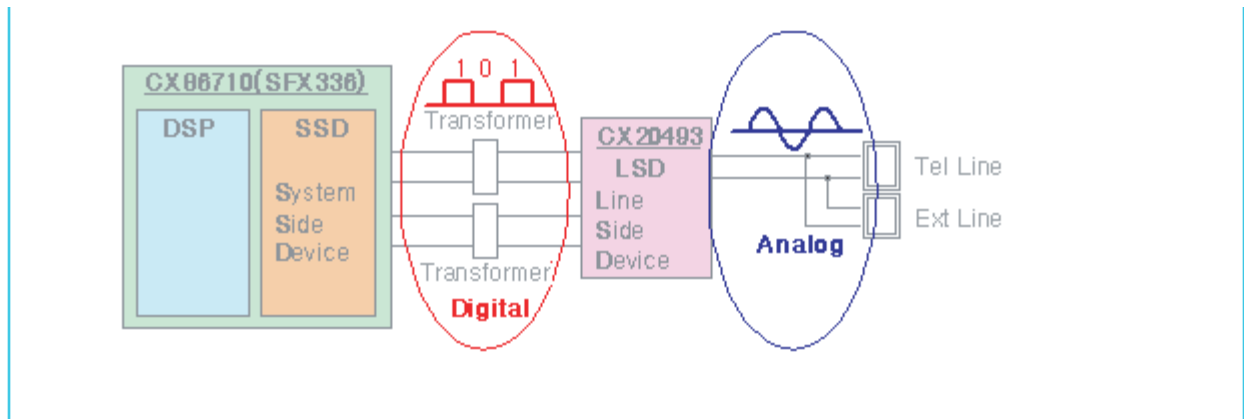 CX86710(SFX336)
DSP
SSD
System
Side
Device
1 0 1
Transformer
Transformer
Digital
CX20493
LSD
Line
Side
Device
Analog
Tel Line
Ext Line